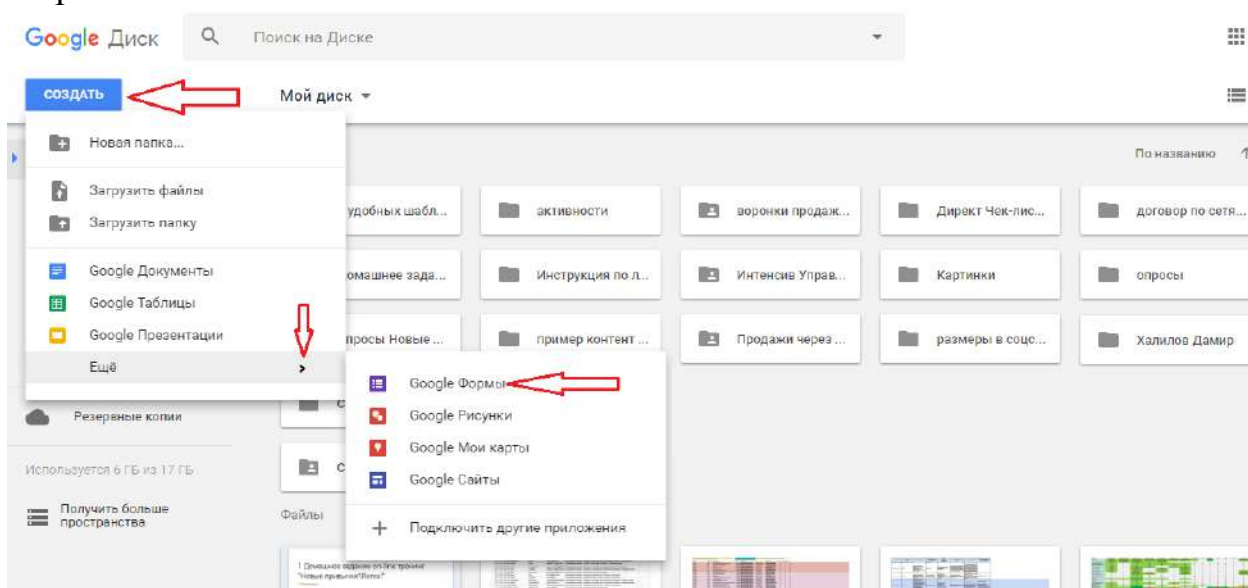 Google Диск
Поиск на Диске
СОЗДАТЬ
Мой диск
Новая папка...
По названию
Загрузить файлы
Загрузить папку
удобных шабл...
активности
воронки продаж...
Директ Чек-лис...
договор по сетя...
Google Документы
Google Таблицы
Google Презентации
Ещё
омашнее зада...
Инструкция по л...
Интенсив Управ...
Картинки
опросы
просы Новые ...
пример контент ...
Продажи через ...
размеры в соцс...
Халилов Дамир
Google Формы
Google Рисунки
Google Мои карты
Google Сайты
Подключить другие приложения
Резервные копии
Используется 6 ГБ из 17 ГБ
Получить больше
пространства
Файлы